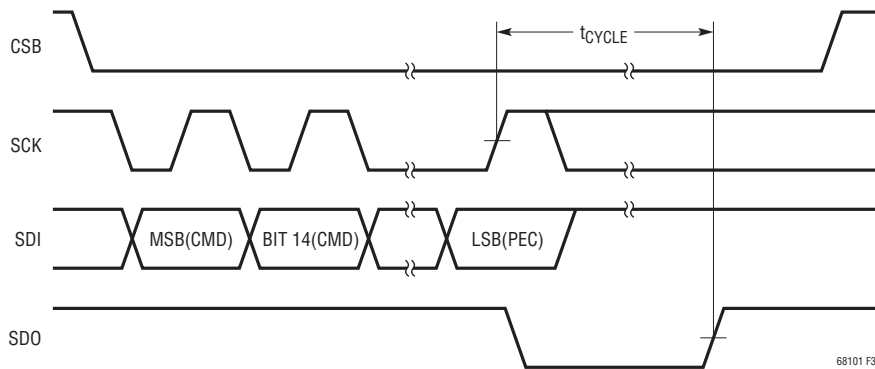 CSB
tCYCLE
SCK
SDI
MSB(CMD)
BIT 14(CMD)
LSB(PEC)
SDO
68101 F3